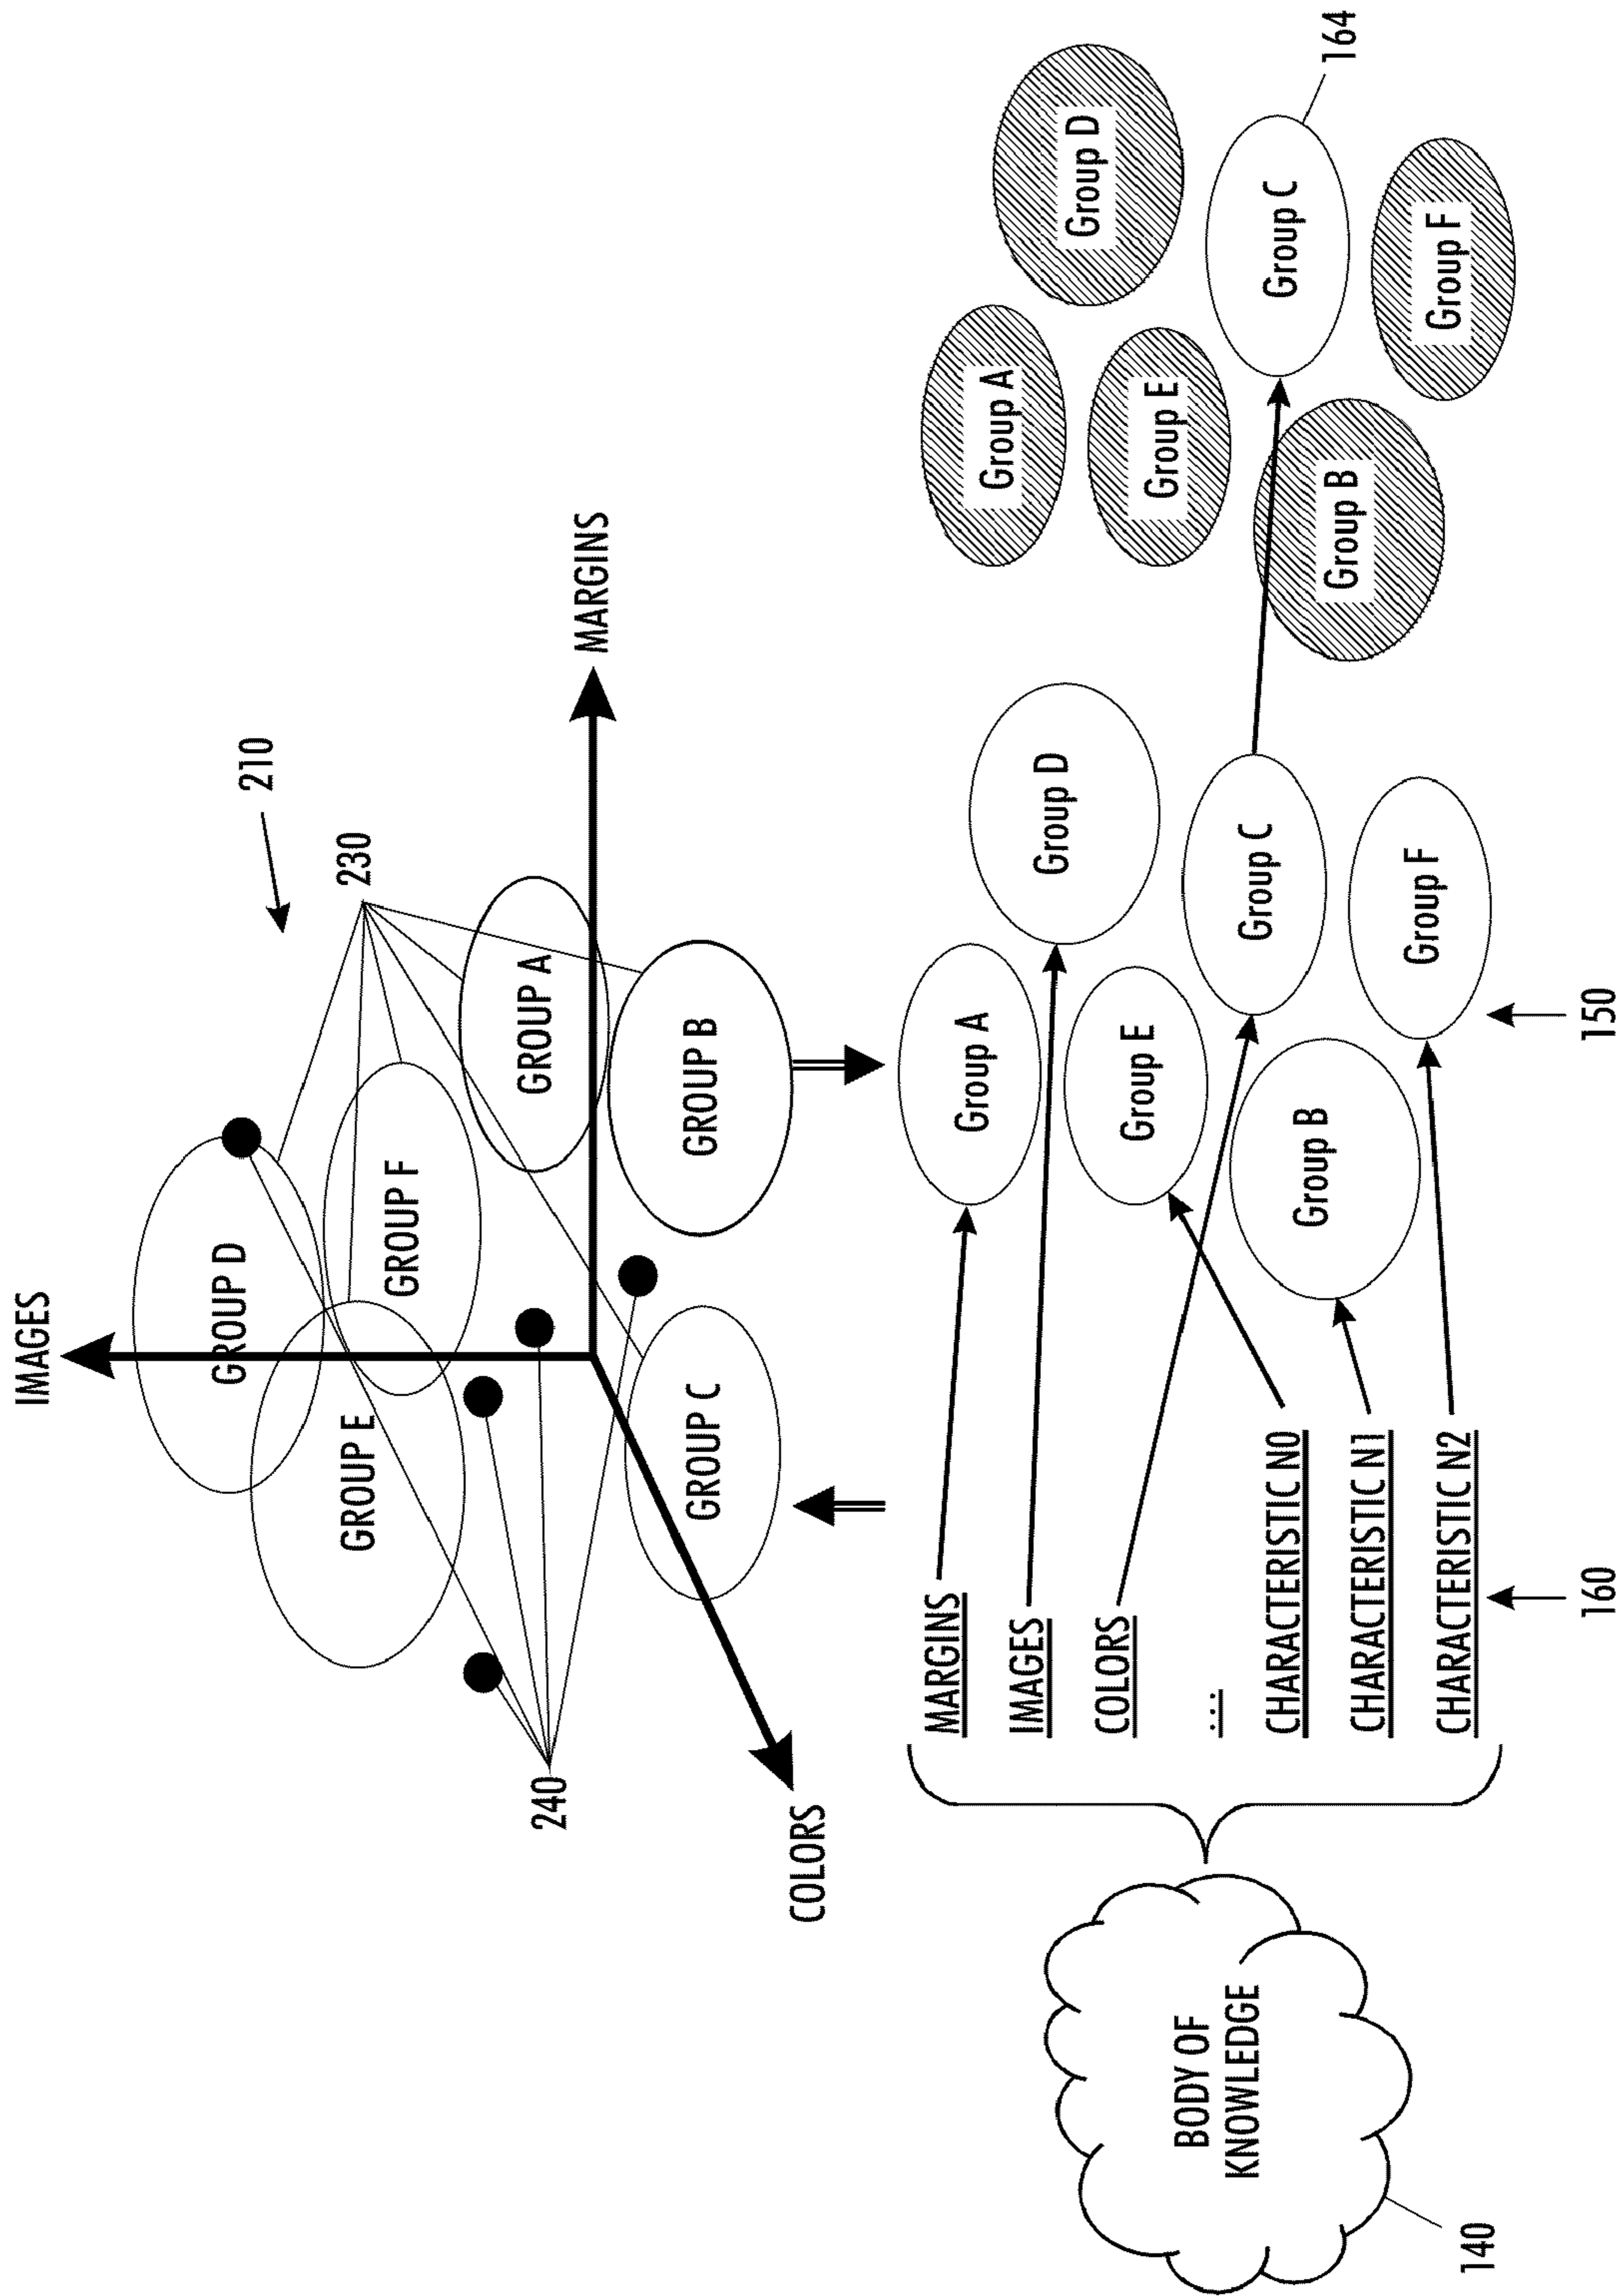 IMAGES
210
230
GROUP D
GROUP E
GROUP F
GROUP A
MARGINS
240
GROUP C
GROUP B
COLORS
BODY OF
KNOWLEDGE
140
MARGINS
IMAGES
COLORS
...
CHARACTERISTIC N0
CHARACTERISTIC N1
CHARACTERISTIC N2
160
Group A
Group D
Group E
Group C
Group B
Group F
150
Group A
Group D
Group E
Group C
Group B
Group F
164